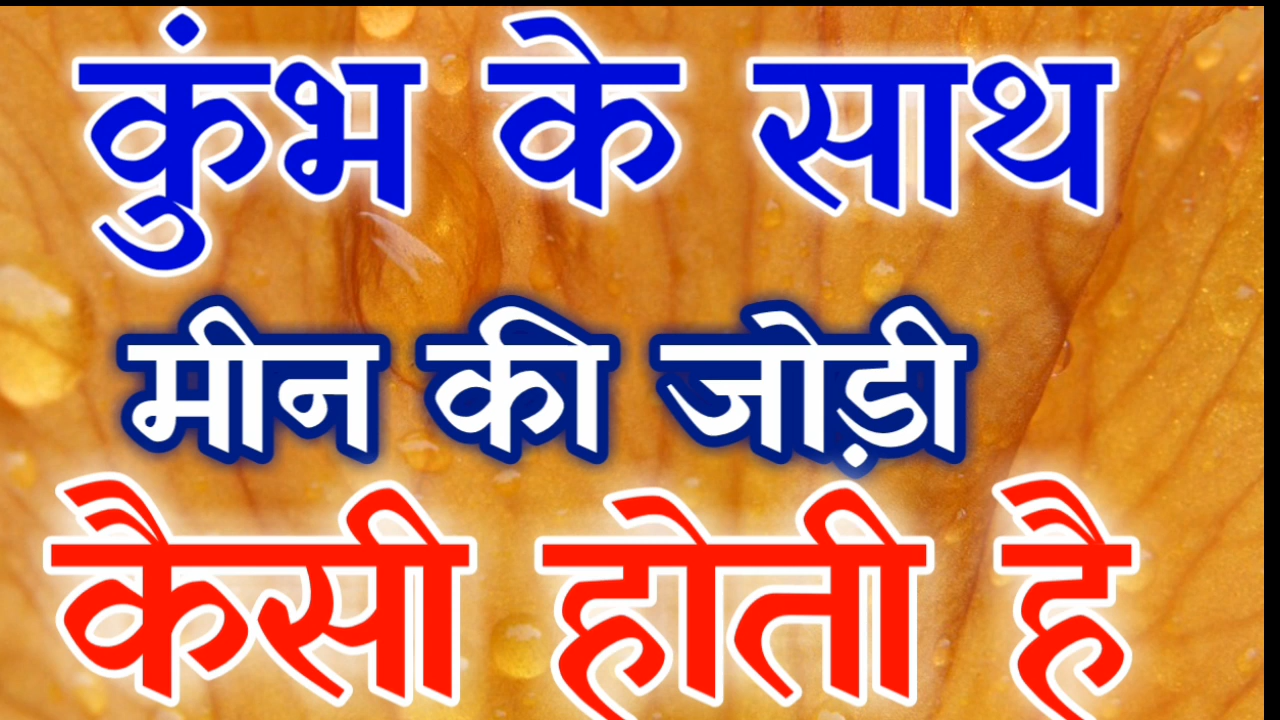 कुंभ के साथ
मीन की जोड़ी
कैसी होती है